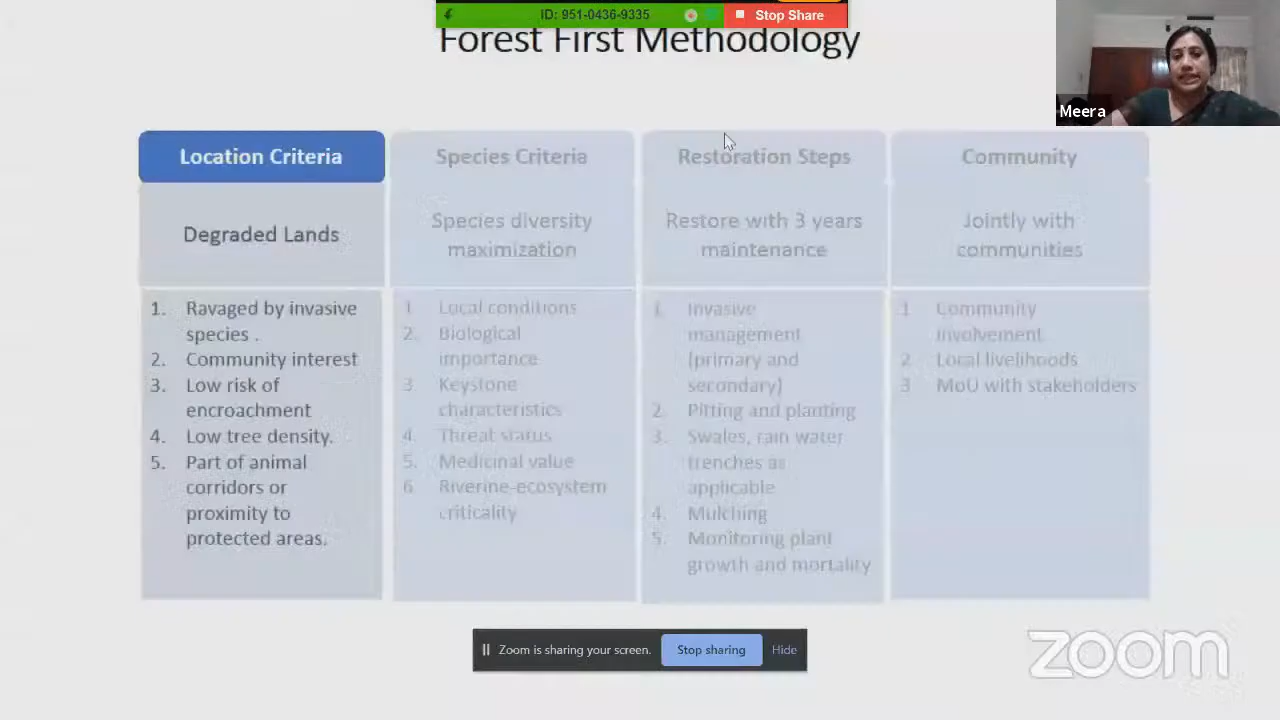 ID: 951-0436-9335
Stop Share
Forest First Methodology
Meera
Location Criteria
Degraded Lands
1. Ravaged by invasive
species .
2. Community interest
3. Low risk of
encroachment
4. Low tree density.
5. Part of animal
corridors or
proximity to
protected areas.
Species Criteria
Species diversity
maximization
1. Local conditions
2. Biological
importance
3. Keystone
characteristics
4. Threat status
5. Medicinal value
6. Riverine-ecosystem
criticality
Restoration Steps
Restore with 3 years
maintenance
1. Invasive
management
(primary and
secondary)
2. Pitting and planting
3. Swales, rain water
trenches as
applicable
4. Mulching
5. Monitoring plant
growth and mortality
Community
Jointly with
communities
1 Community
involvement
2 Local livelihoods
3 MoU with stakeholders
Zoom is sharing your screen.
Stop sharing
Hide
zoom